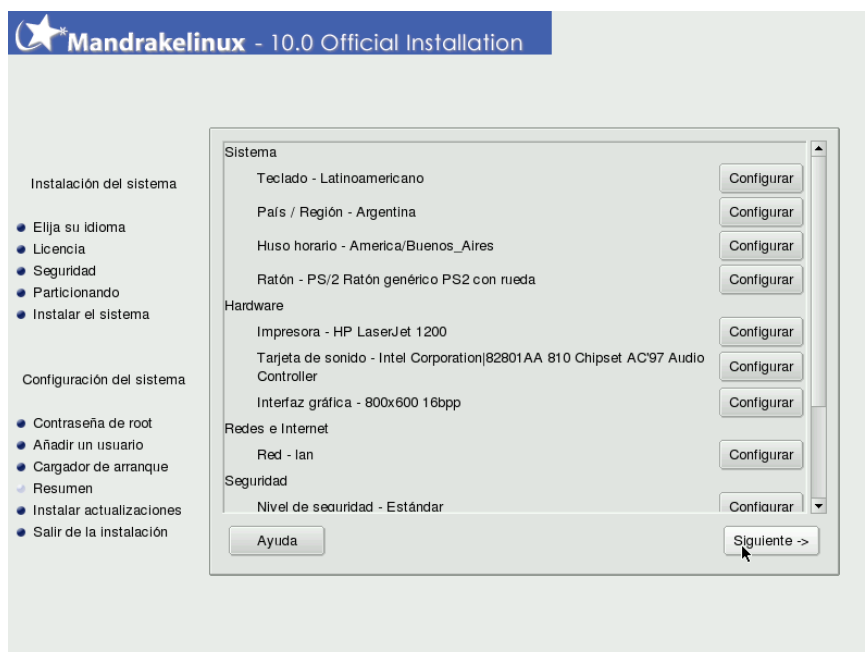 Mandrakelinux - 10.0 Official Installation
Instalación del sistema
Elija su idioma
Licencia
Seguridad
Particionando
Instalar el sistema
Configuración del sistema
Contraseña de root
Añadir un usuario
Cargador de arranque
Resumen
Instalar actualizaciones
Salir de la instalación
Sistema
Teclado - Latinoamericano Configurar
País / Región - Argentina Configurar
Huso horario - America/Buenos_Aires Configurar
Ratón - PS/2 Ratón genérico PS2 con rueda Configurar
Hardware
Impresora - HP LaserJet 1200 Configurar
Tarjeta de sonido - Intel Corporation|82801AA 810 Chipset AC'97 Audio
Controller Configurar
Interfaz gráfica - 800x600 16bpp Configurar
Redes e Internet
Red - lan Configurar
Seguridad
Nivel de seguridad - Estándar Configurar
Ayuda Siguiente ->